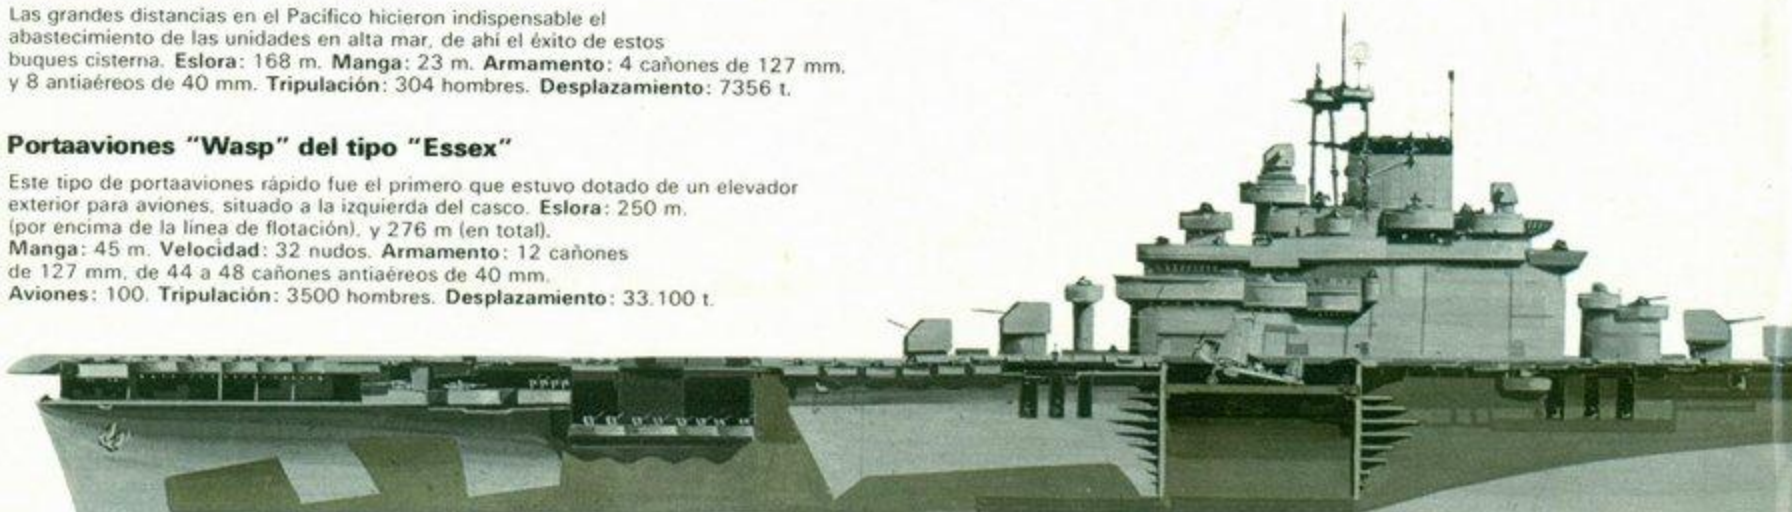 Las grandes distancias en el Pacífico hicieron indispensable el
abastecimiento de las unidades en alta mar, de ahí el éxito de estos
buques cisterna. Eslora: 168 m. Manga: 23 m. Armamento: 4 cañones de 127 mm.
y 8 antiaéreos de 40 mm. Tripulación: 304 hombres. Desplazamiento: 7356 t.
Portaaviones "Wasp" del tipo "Essex"
Este tipo de portaaviones rápido fue el primero que estuvo dotado de un elevador
exterior para aviones, situado a la izquierda del casco. Eslora: 250 m.
(por encima de la línea de flotación), y 276 m (en total).
Manga: 45 m. Velocidad: 32 nudos. Armamento: 12 cañones
de 127 mm, de 44 a 48 cañones antiaéreos de 40 mm.
Aviones: 100. Tripulación: 3500 hombres. Desplazamiento: 33.100 t.